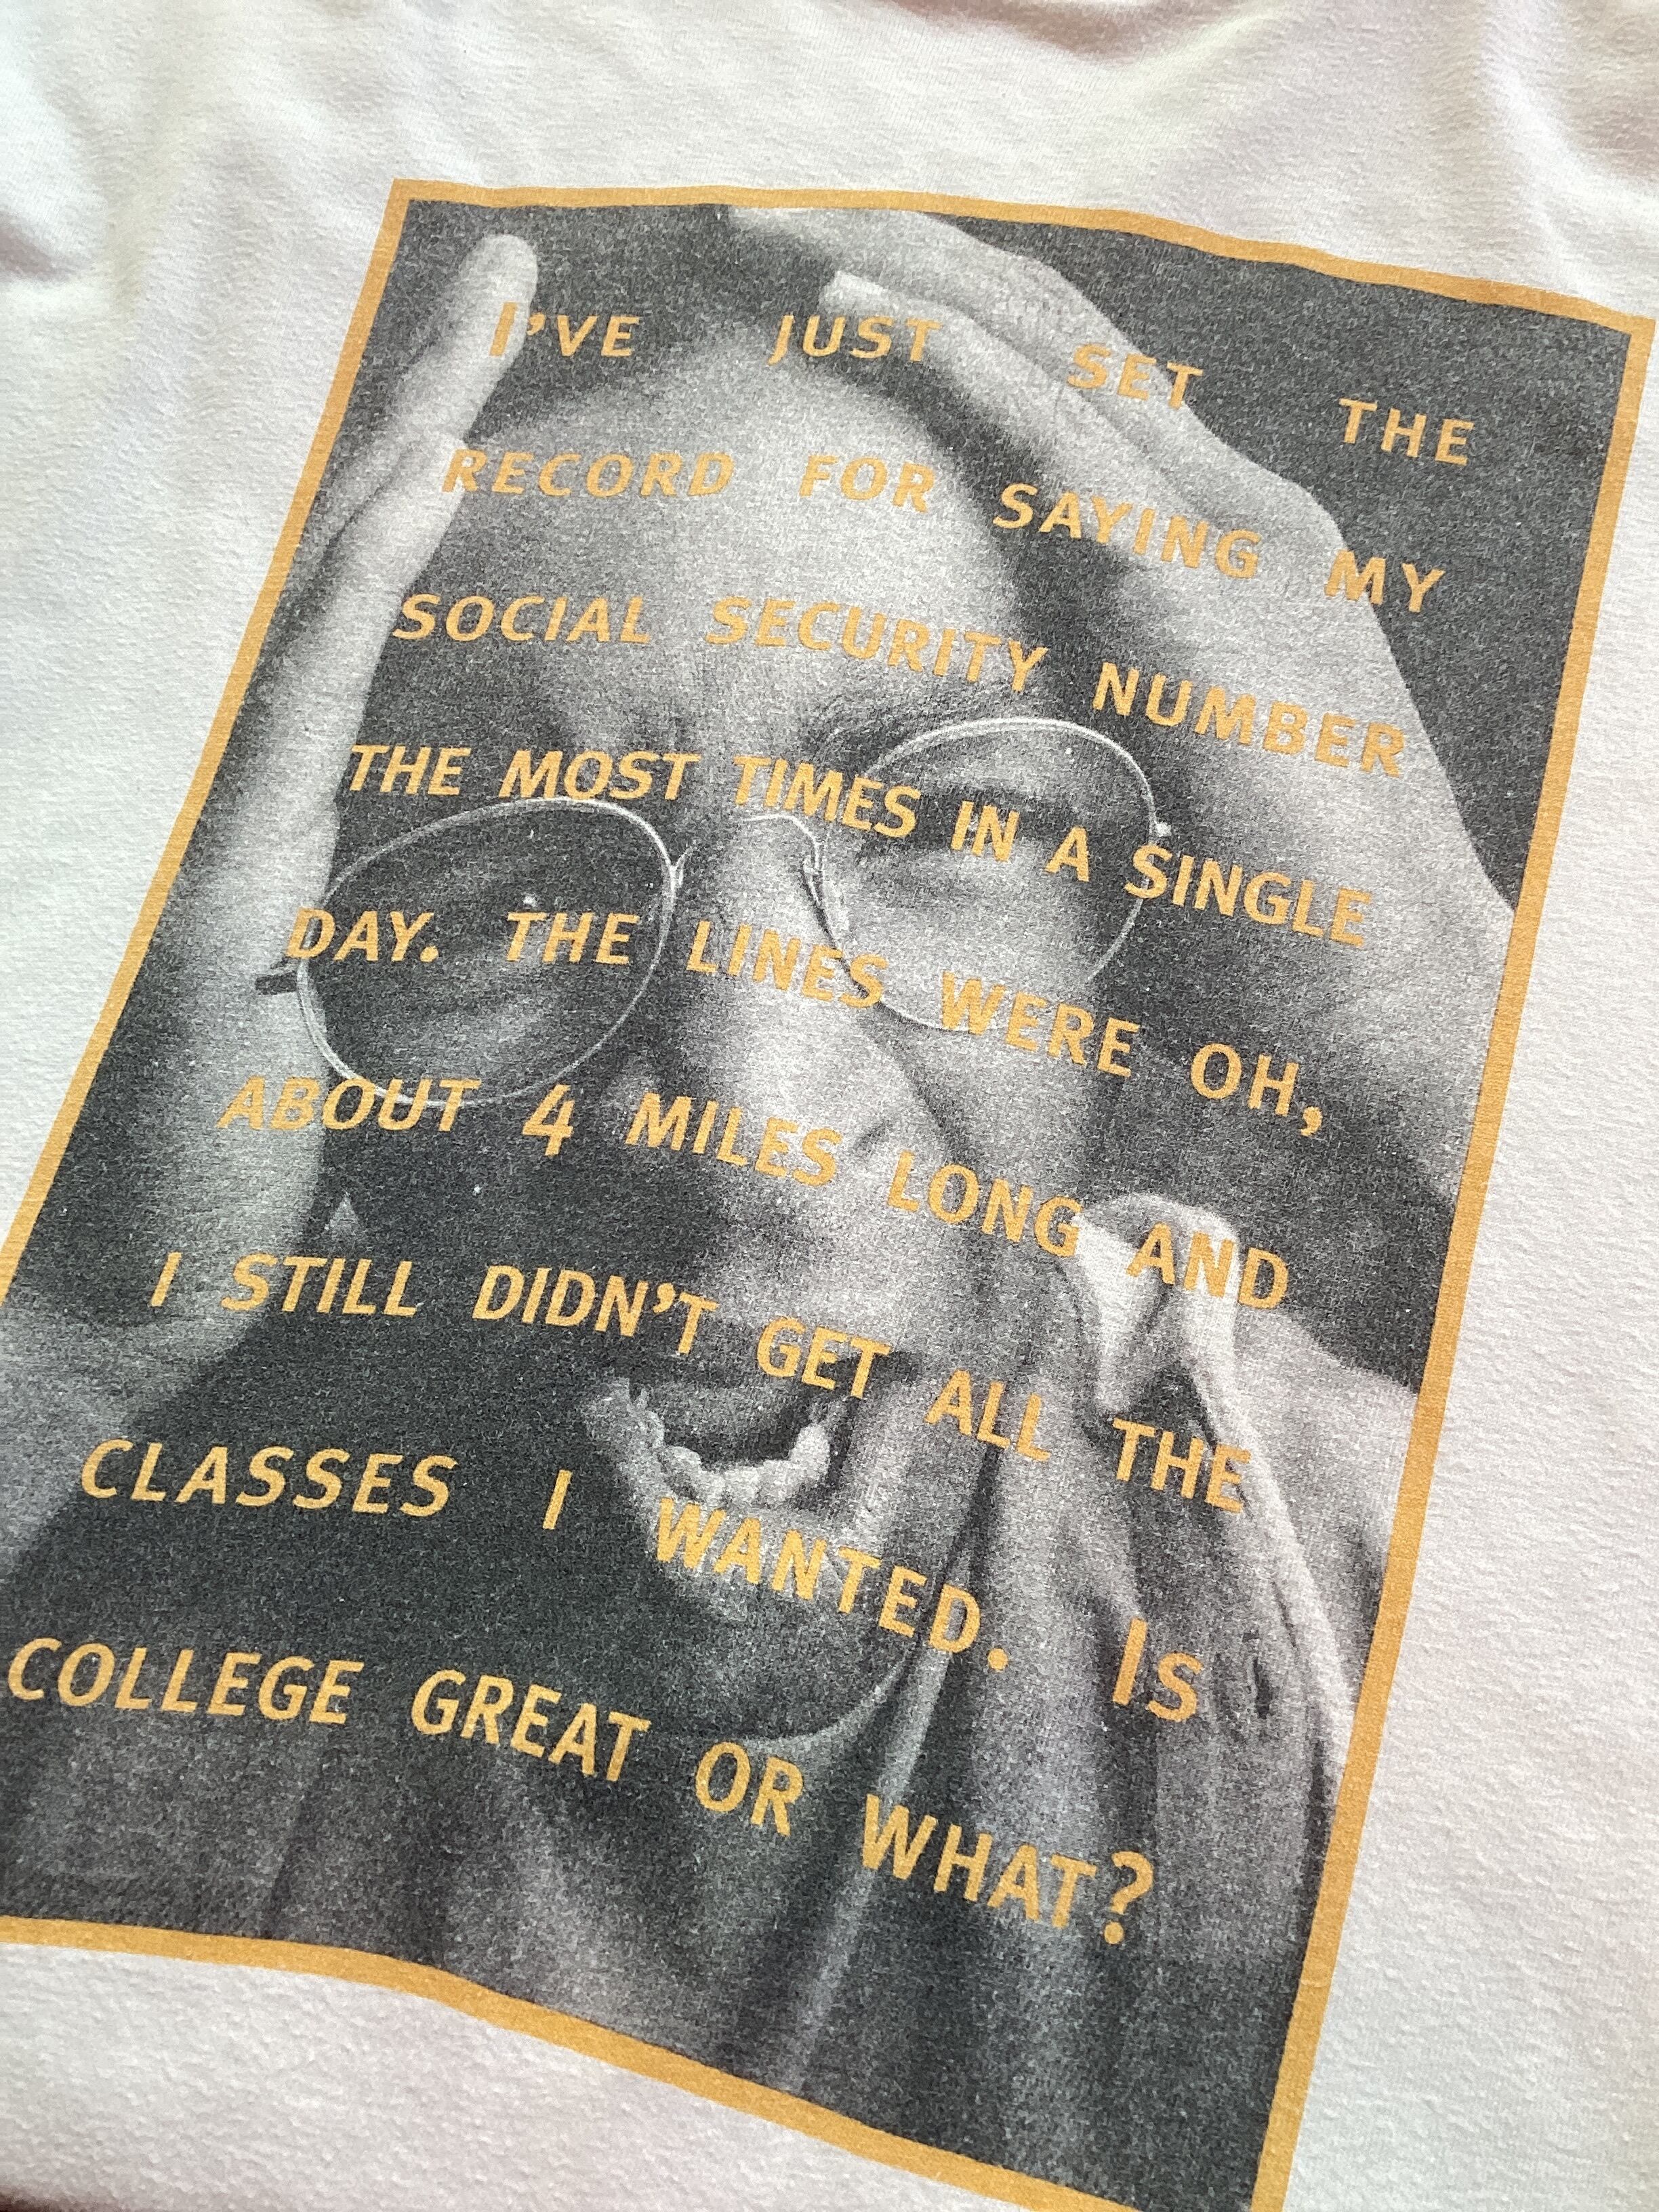 I'VE JUST SET THE
RECORD FOR SAYING MY
SOCIAL SECURITY NUMBER
THE MOST TIMES IN A SINGLE
DAY. THE LINES WERE OH,
ABOUT 4 MILES LONG AND
I STILL DIDN'T GET ALL THE
CLASSES I WANTED. IS
COLLEGE GREAT OR WHAT?